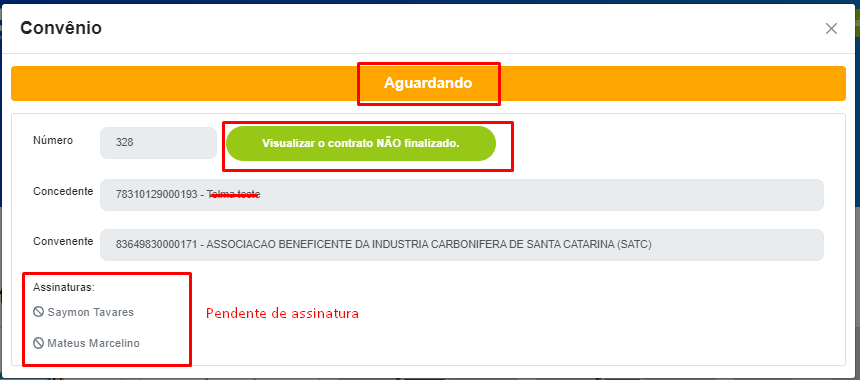 Convênio
Aguardando
Número
328
Visualizar o contrato NÃO finalizado.
Concedente
78310129000193 - Telma teste
Convenente
83649830000171 - ASSOCIACAO BENEFICENTE DA INDUSTRIA CARBONIFERA DE SANTA CATARINA (SATC)
Assinaturas:
Saymon Tavares
Pendente de assinatura
Mateus Marcelino